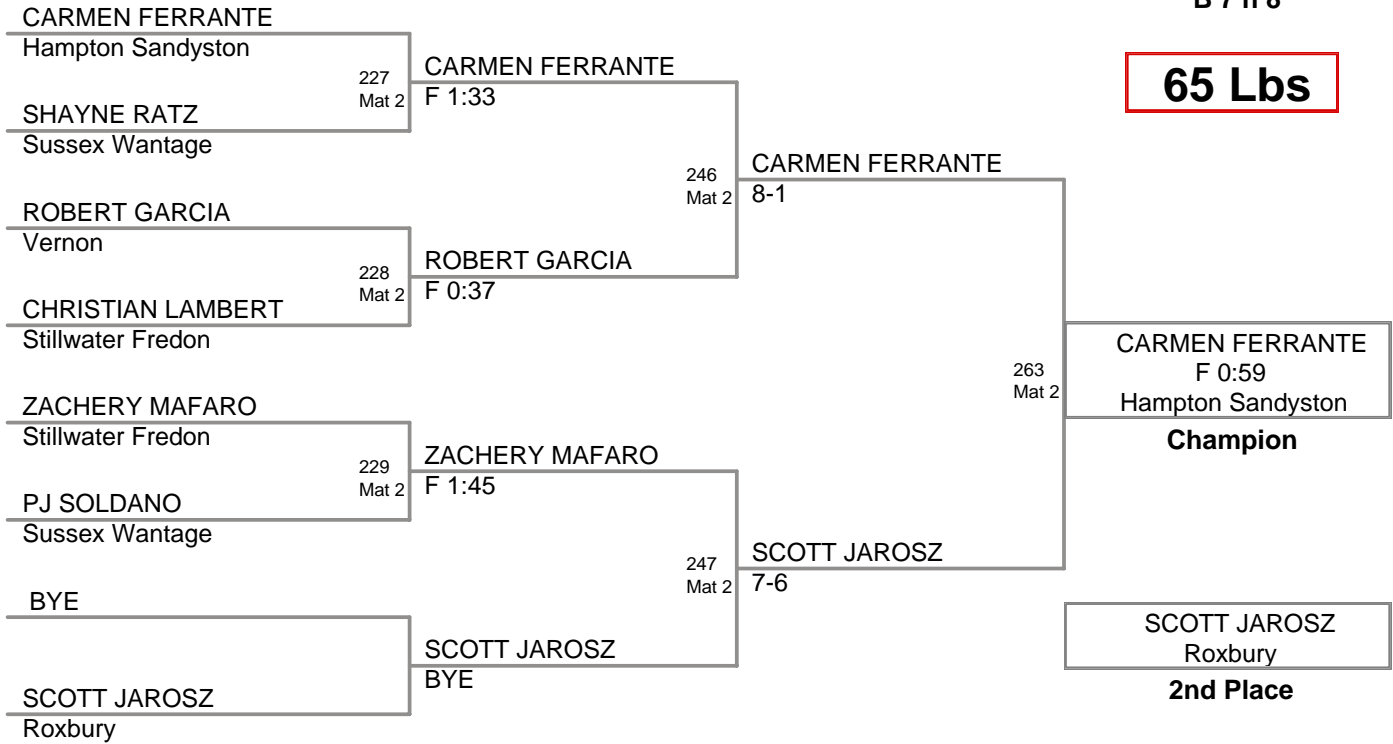 CARMEN FERRANTE
Hampton Sandyston
227
Mat 2
SHAYNE RATZ
Sussex Wantage
CARMEN FERRANTE
F 1:33
ROBERT GARCIA
Vernon
228
Mat 2
CHRISTIAN LAMBERT
Stillwater Fredon
ROBERT GARCIA
F 0:37
246
Mat 2
CARMEN FERRANTE
8-1
ZACHERY MAFARO
Stillwater Fredon
229
Mat 2
PJ SOLDANO
Sussex Wantage
ZACHERY MAFARO
F 1:45
BYE
SCOTT JAROSZ
Roxbury
SCOTT JAROSZ
BYE
247
Mat 2
SCOTT JAROSZ
7-6
263
Mat 2
65 Lbs
CARMEN FERRANTE
F 0:59
Hampton Sandyston
Champion
SCOTT JAROSZ
Roxbury
2nd Place